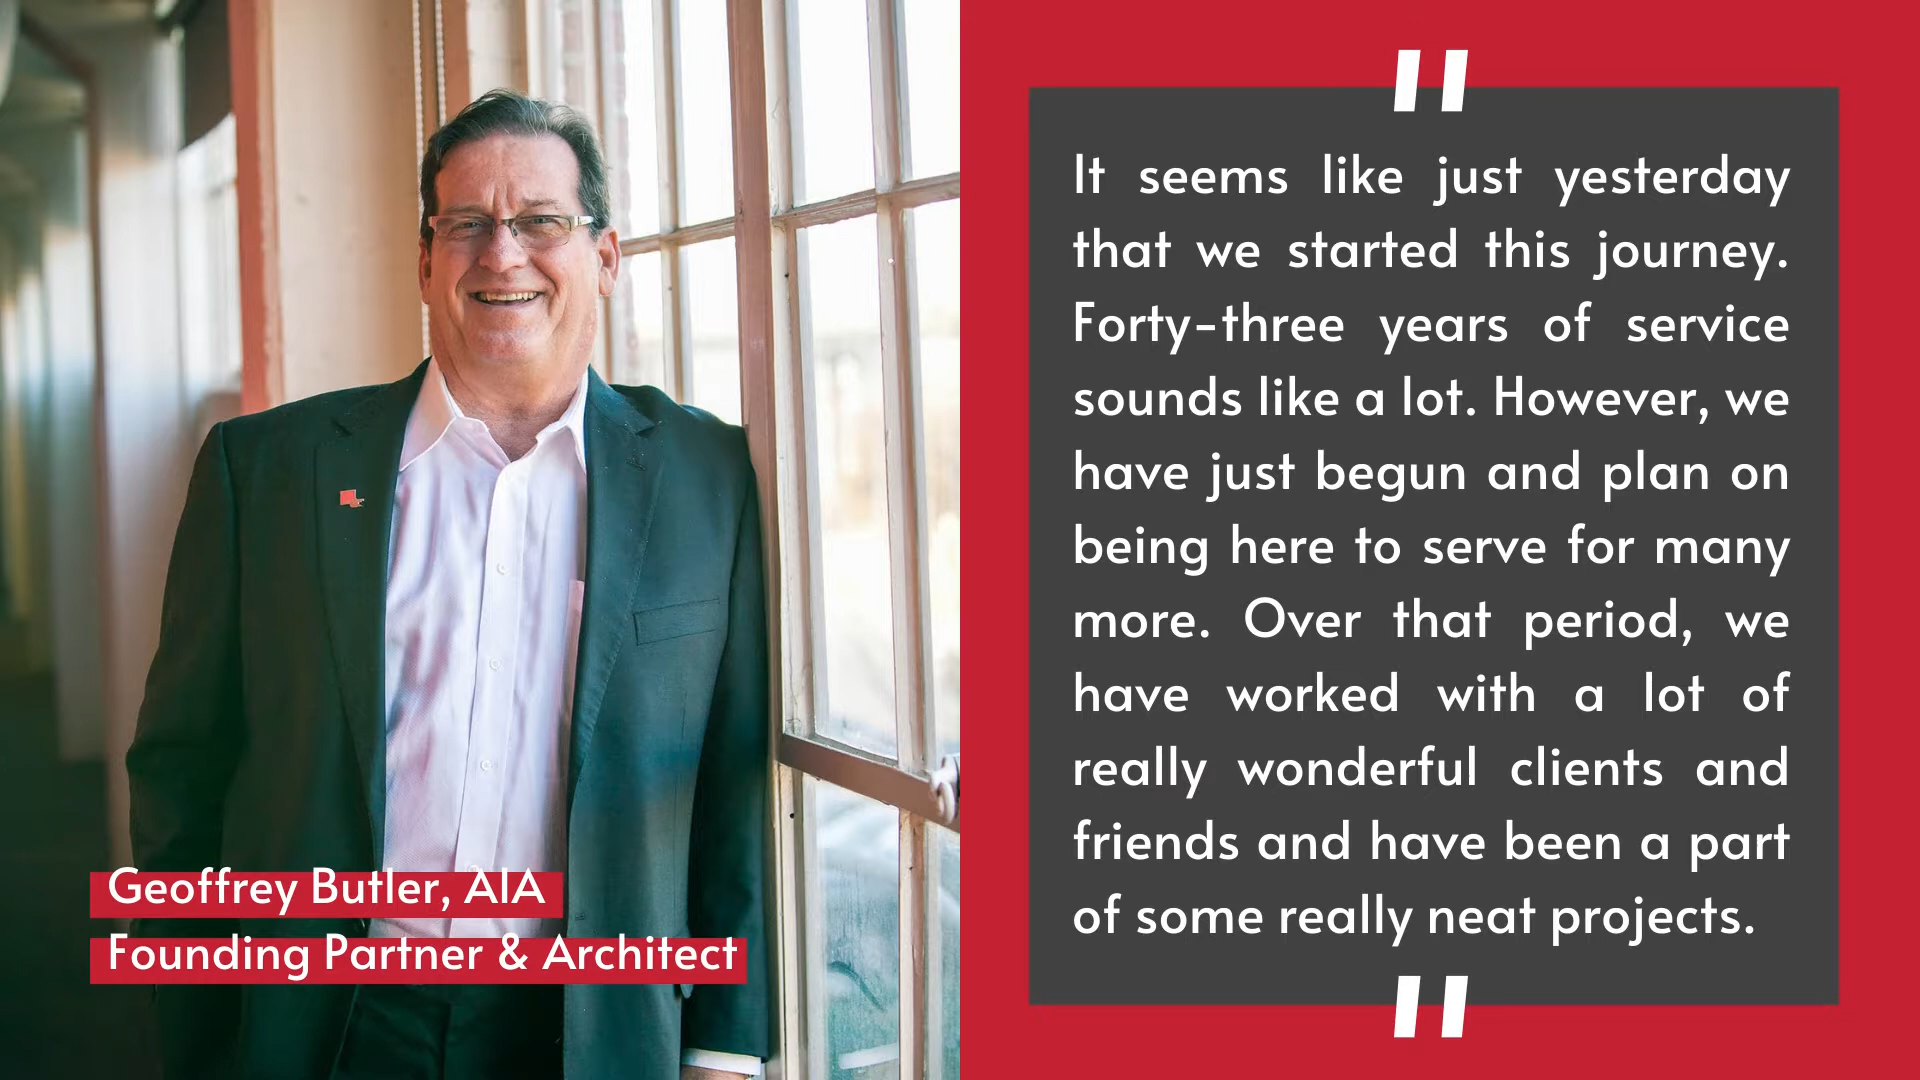 Geoffrey Butler, AIA
Founding Partner & Architect
"
It seems like just yesterday
that we started this journey.
Forty-three years of service
sounds like a lot. However, we
have just begun and plan on
being here to serve for many
more. Over that period, we
have worked with a lot of
really wonderful clients and
friends and have been a part
of some really neat projects.
"